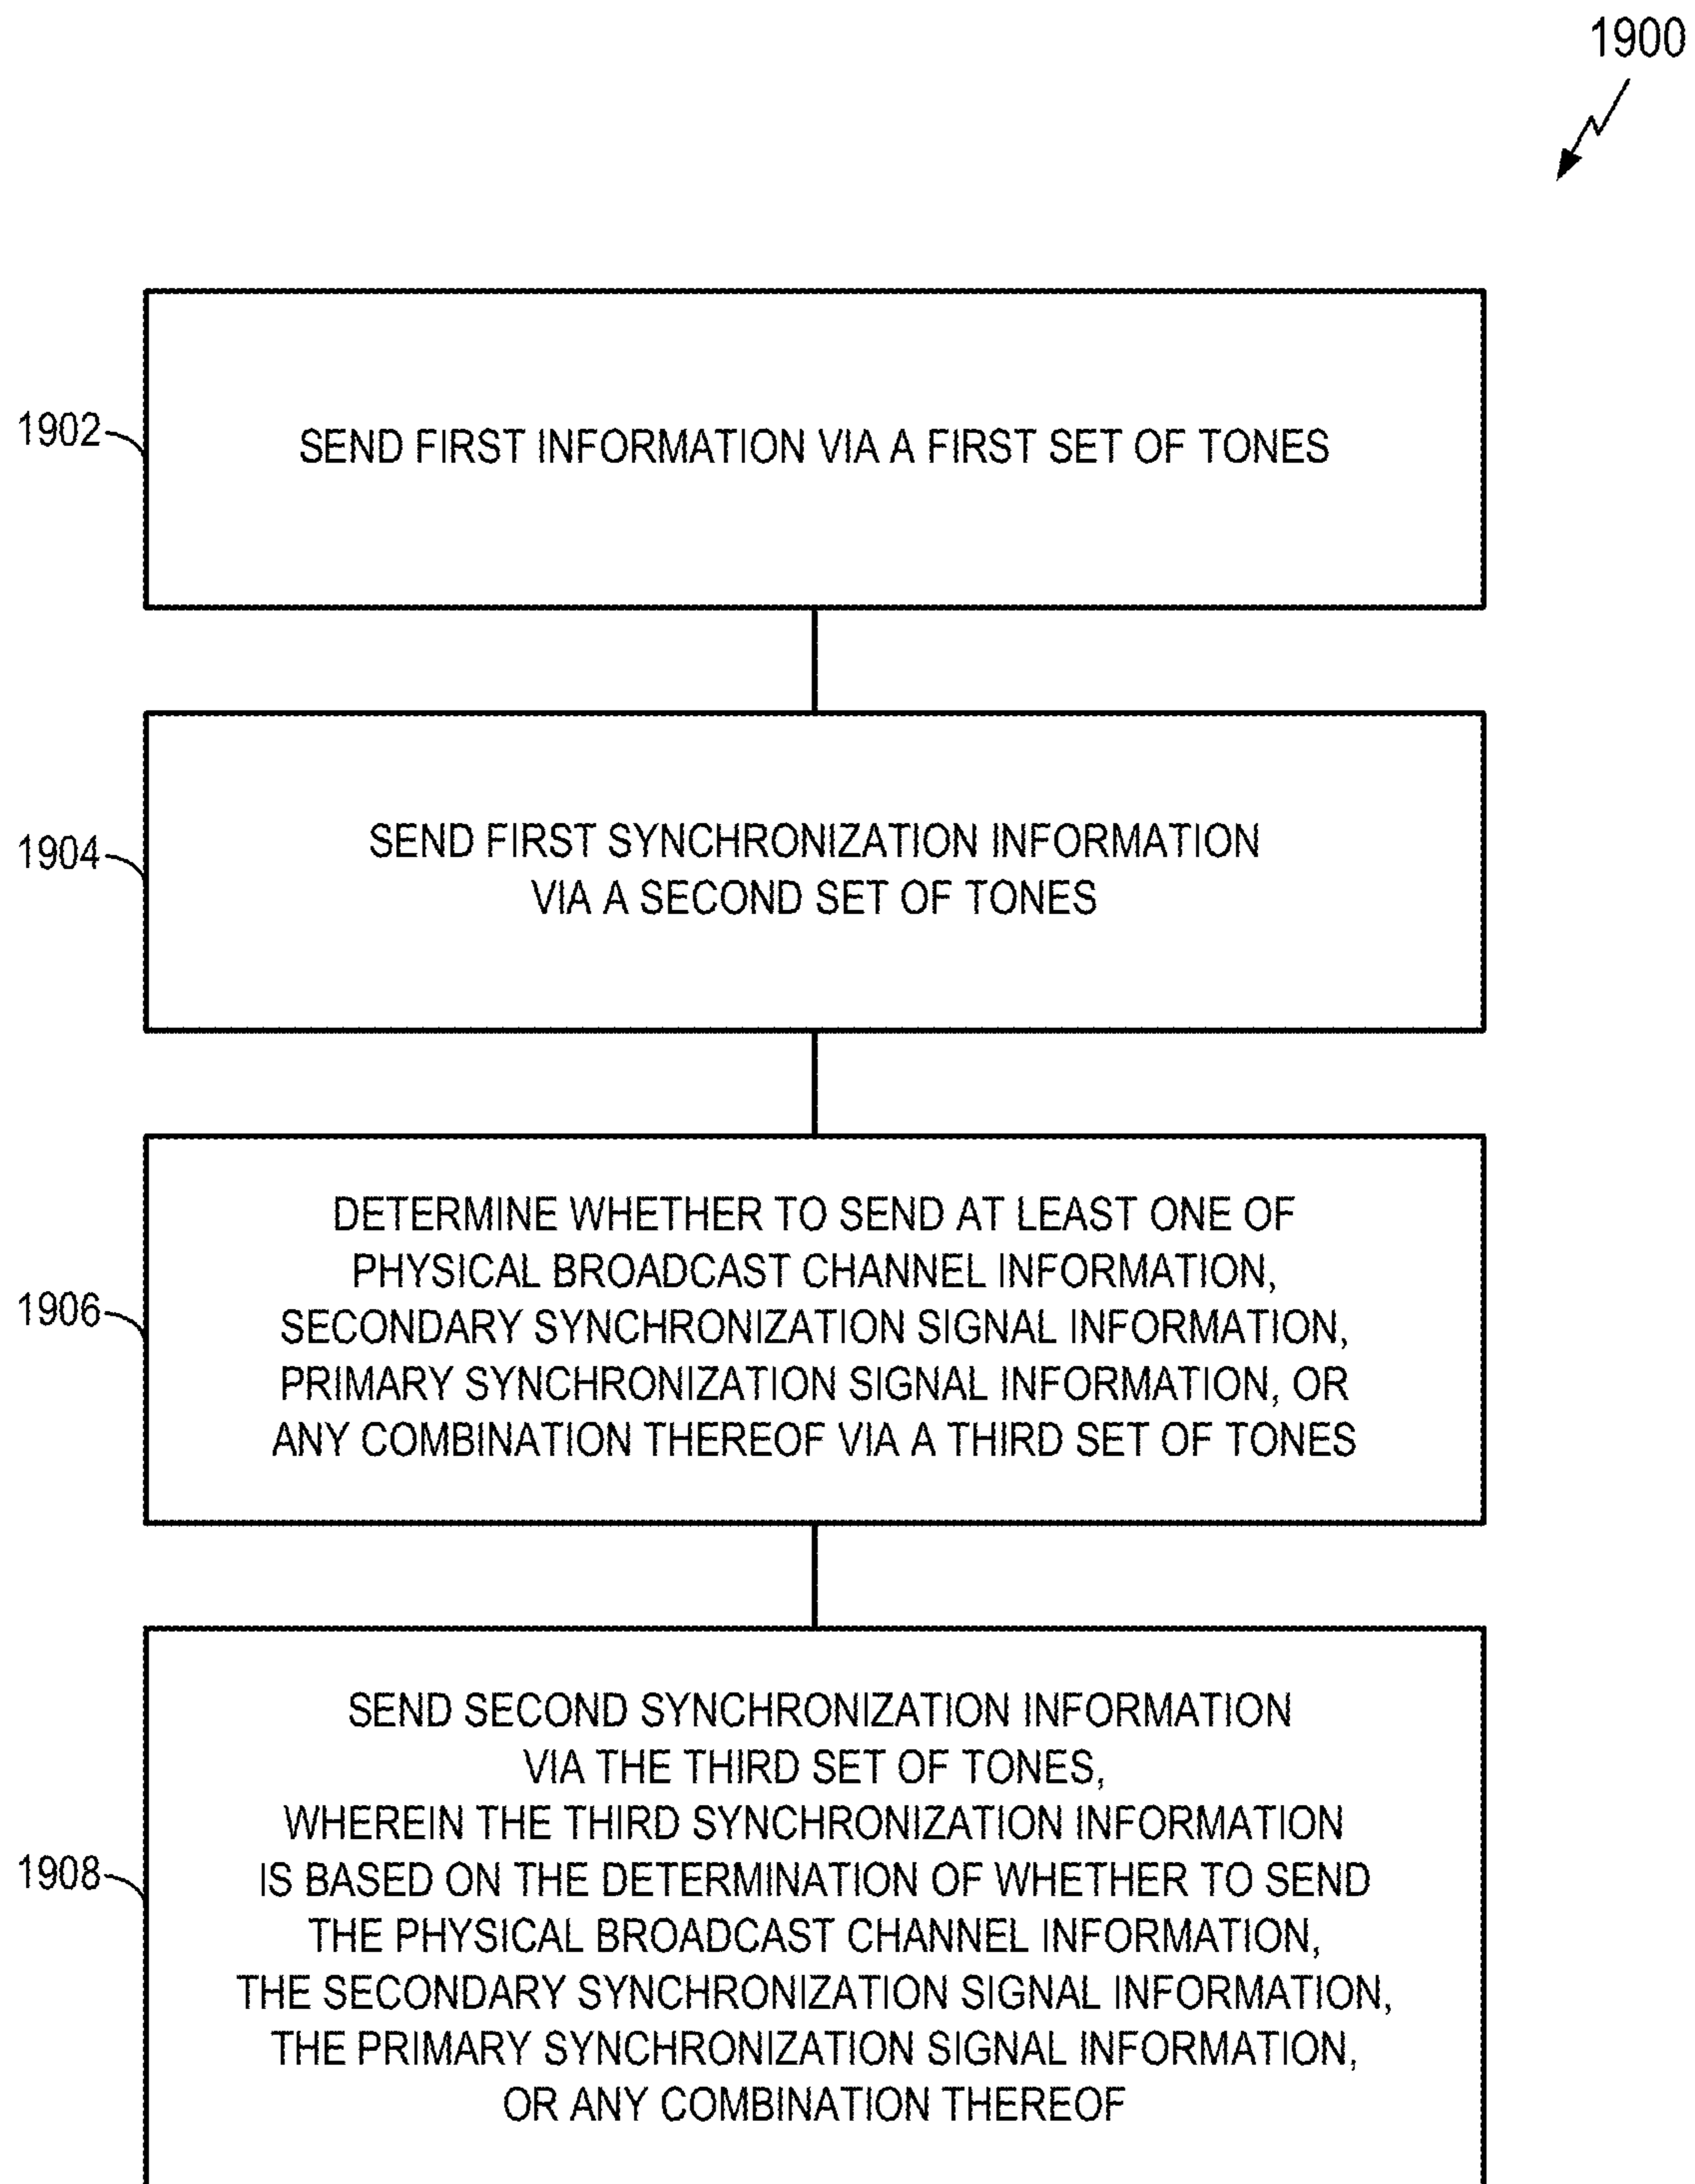 1900
1902
SEND FIRST INFORMATION VIA A FIRST SET OF TONES
1904
SEND FIRST SYNCHRONIZATION INFORMATION
VIA A SECOND SET OF TONES
1906
DETERMINE WHETHER TO SEND AT LEAST ONE OF
PHYSICAL BROADCAST CHANNEL INFORMATION,
SECONDARY SYNCHRONIZATION SIGNAL INFORMATION,
PRIMARY SYNCHRONIZATION SIGNAL INFORMATION, OR
ANY COMBINATION THEREOF VIA A THIRD SET OF TONES
1908
SEND SECOND SYNCHRONIZATION INFORMATION
VIA THE THIRD SET OF TONES,
WHEREIN THE THIRD SYNCHRONIZATION INFORMATION
IS BASED ON THE DETERMINATION OF WHETHER TO SEND
THE PHYSICAL BROADCAST CHANNEL INFORMATION,
THE SECONDARY SYNCHRONIZATION SIGNAL INFORMATION,
THE PRIMARY SYNCHRONIZATION SIGNAL INFORMATION,
OR ANY COMBINATION THEREOF